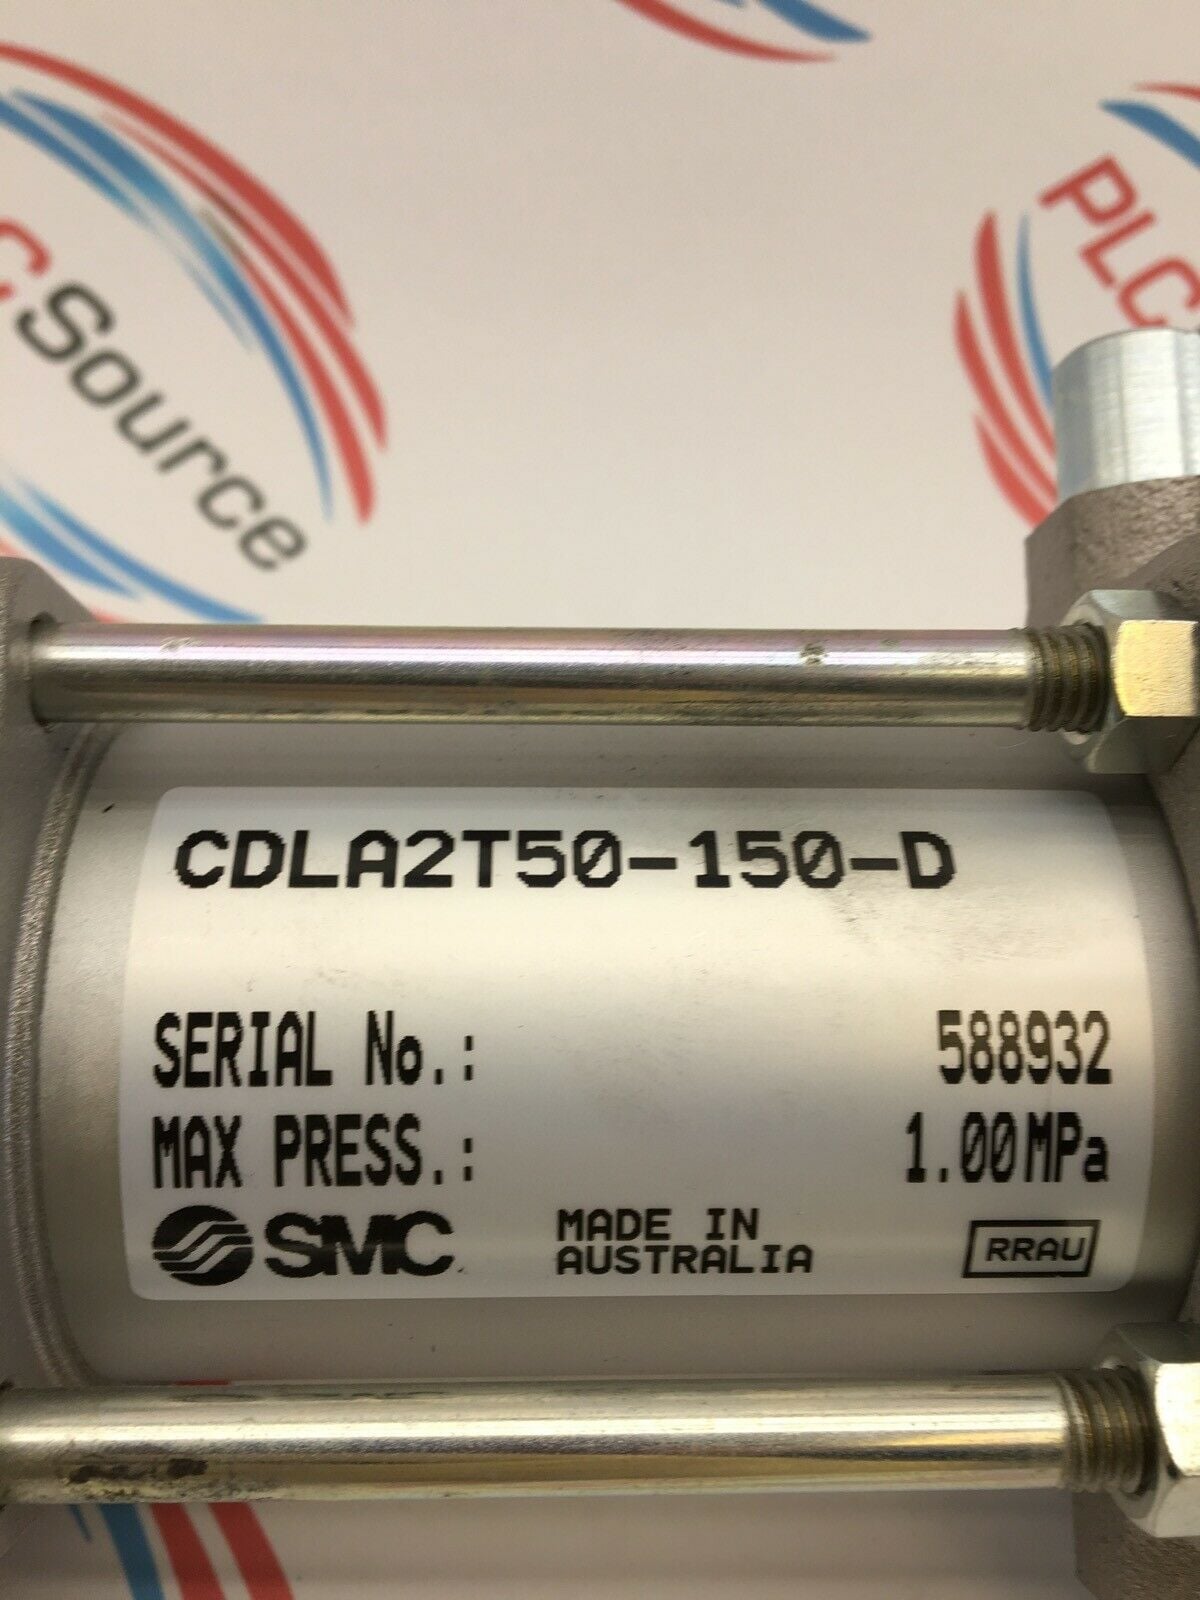 PLC
CSource
CDLA2T50-150-D
SERIAL No.: 588932
MAX PRESS.: 1.00MPa
SMC MADE IN
AUSTRALIA
RRAU